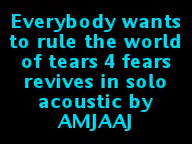 Everybody wants
to rule the world
of tears 4 fears
revives in solo
acoustic by
AMJAAJ